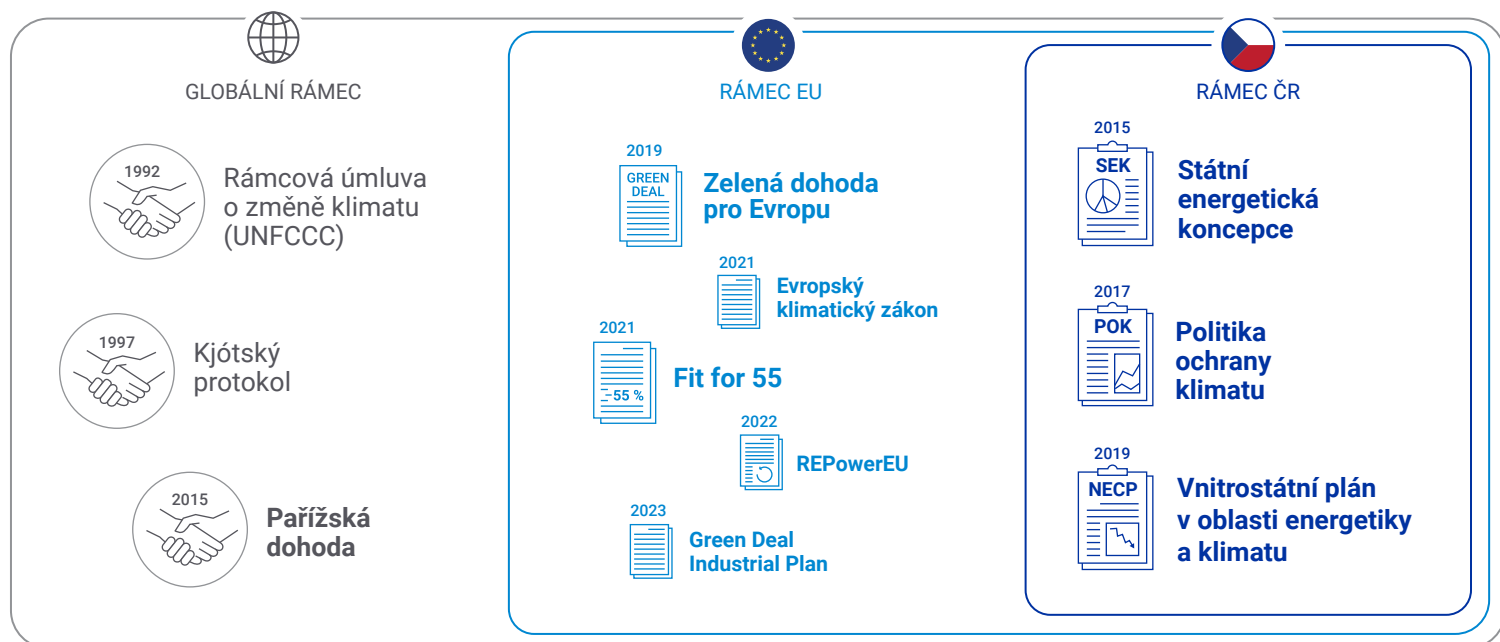 GLOBÁLNÍ RÁMEC
1992
Rámcová úmluva
o změně klimatu
(UNFCCC)
1997
Kjótský
protokol
2015
Pařížská
dohoda
RÁMEC EU
2019
GREEN
DEAL
Zelená dohoda
pro Evropu
2021
Evropský
klimatický zákon
2021
−55 %
Fit for 55
2022
REPowerEU
2023
Green Deal
Industrial Plan
RÁMEC ČR
2015
SEK
Státní
energetická
koncepce
2017
POK
Politika
ochrany
klimatu
2019
NECP
Vnitrostátní plán
v oblasti energetiky
a klimatu